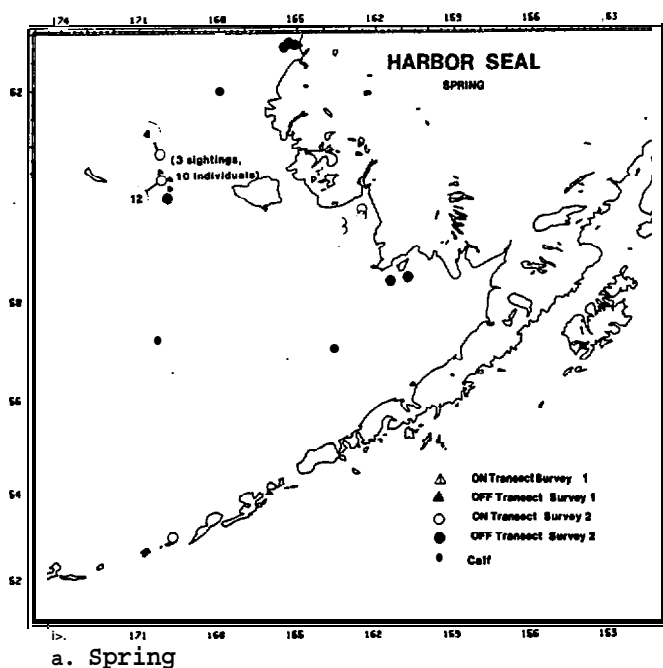 174 171 168 165 162 159 156 ,53
HARBOR SEAL
SPRING
62
4
(3 sightings,
10 individuals)
12
58
56
54
52
ON Transect Survey 1
OFF Transect Survey 1
ON Transect Survey 2
OFF Transect Survey 2
Calf
i>. 171 168 165 162 159 156 153
a. Spring